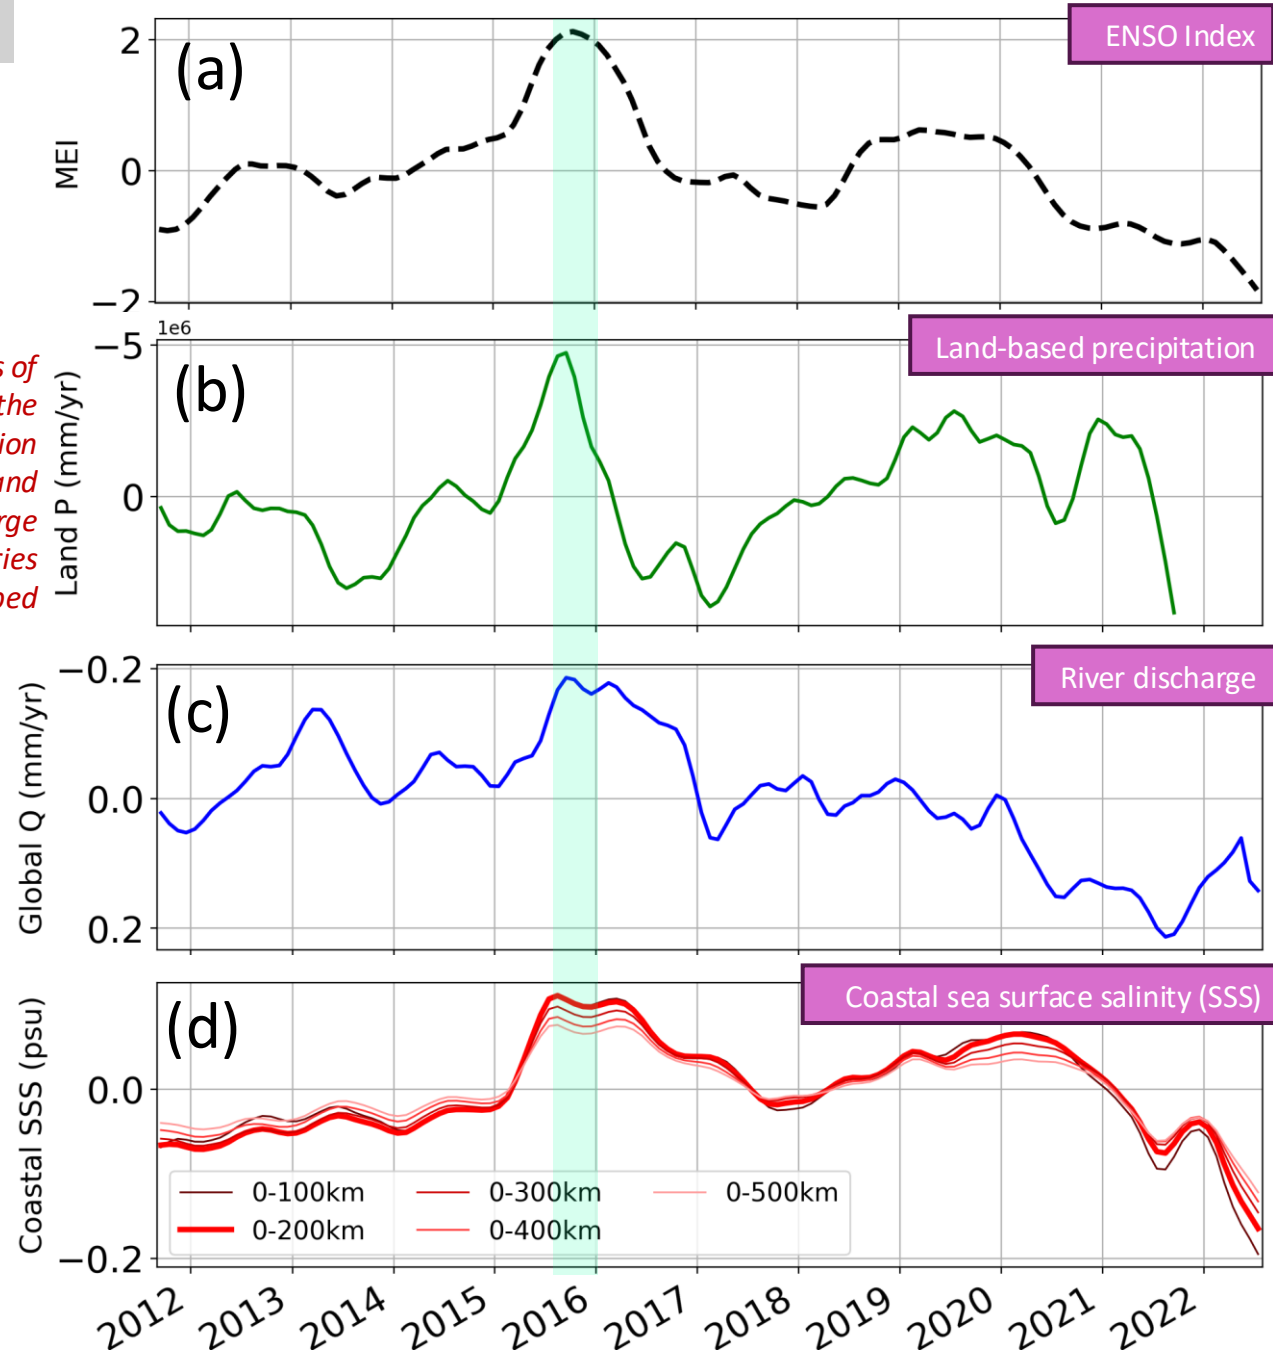 ENSO Index
(a)
MEI
2
0
−2
1e6
Land-based precipitation
(b)
Land P (mm/yr)
−5
0
s of
the
ion
and
rge
ries
ped
River discharge
(c)
Global Q (mm/yr)
−0.2
0.0
0.2
Coastal sea surface salinity (SSS)
(d)
Coastal SSS (psu)
0.0
−0.2
0-100km
0-300km
0-500km
0-200km
0-400km
2012
2013
2014
2015
2016
2017
2018
2019
2020
2021
2022